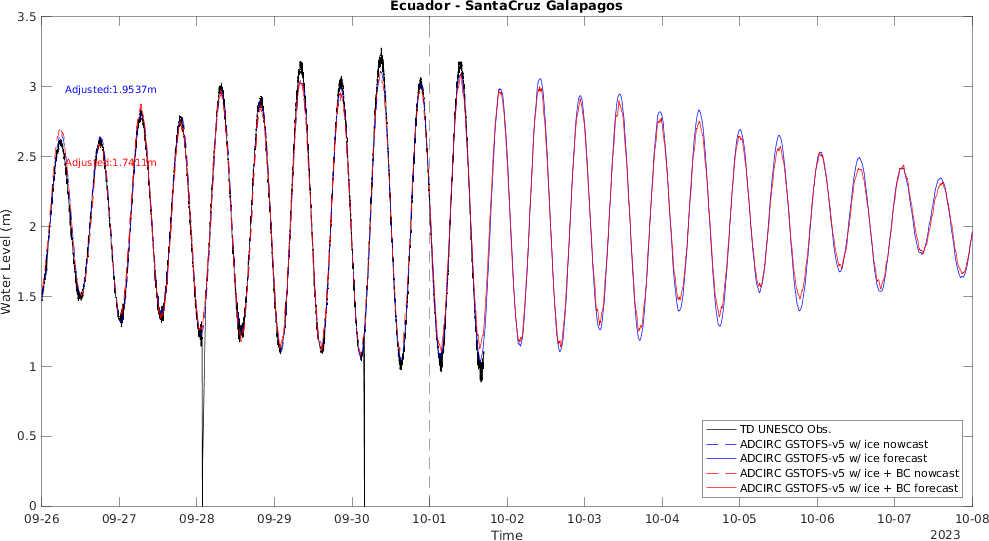 Ecuador - SantaCruz Galapagos
3.5
3
2.5
2
1.5
1
0.5
0
Water Level (m)
Adjusted:1.9537m
Adjusted:1.7411m
TD UNESCO Obs.
ADCIRC GSTOFS-v5 w/ ice nowcast
ADCIRC GSTOFS-v5 w/ ice forecast
ADCIRC GSTOFS-v5 w/ ice + BC nowcast
ADCIRC GSTOFS-v5 w/ ice + BC forecast
09-26 09-27 09-28 09-29 09-30 10-01 10-02 10-03 10-04 10-05 10-06 10-07 10-08
Time
2023